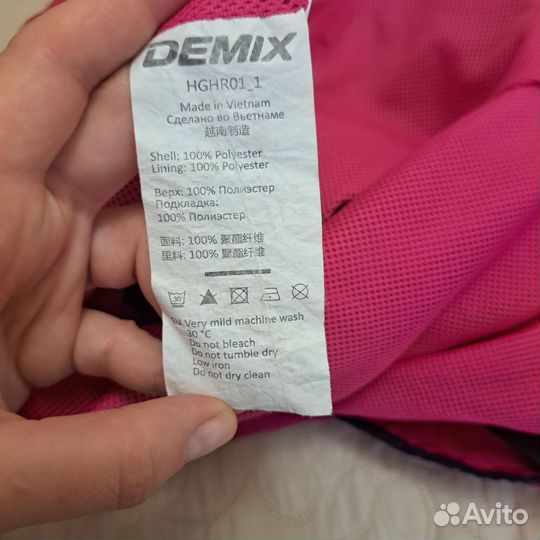 DEMIX
HGHR01_1
Made in Vietnam
Сделано во Вьетнаме
越南制造
Shell: 100% Polyester
Lining: 100% Polyester
Верх: 100% Полиэстер
Подкладка:
100% Полиэстер
面料: 100% 聚酯纤维
里料: 100% 聚酯纤维
30
EU Very mild machine wash
30 °C
Do not bleach
Do not tumble dry
Low iron
Do not dry clean
Avito